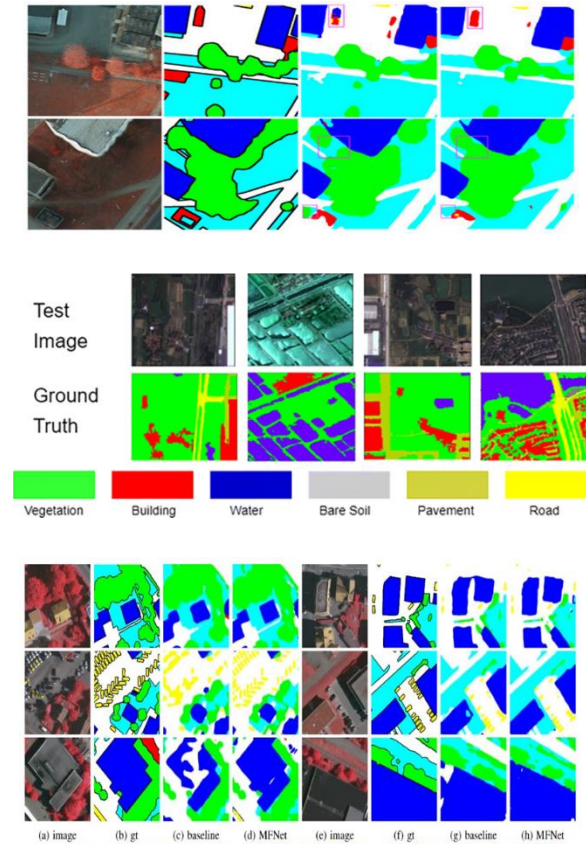 Test
Image
Ground
Truth
Vegetation Building Water Bare Soil Pavement Road
(a) image (b) gt (c) baseline (d) MFNet (e) image (f) gt (g) baseline (h) MFNet